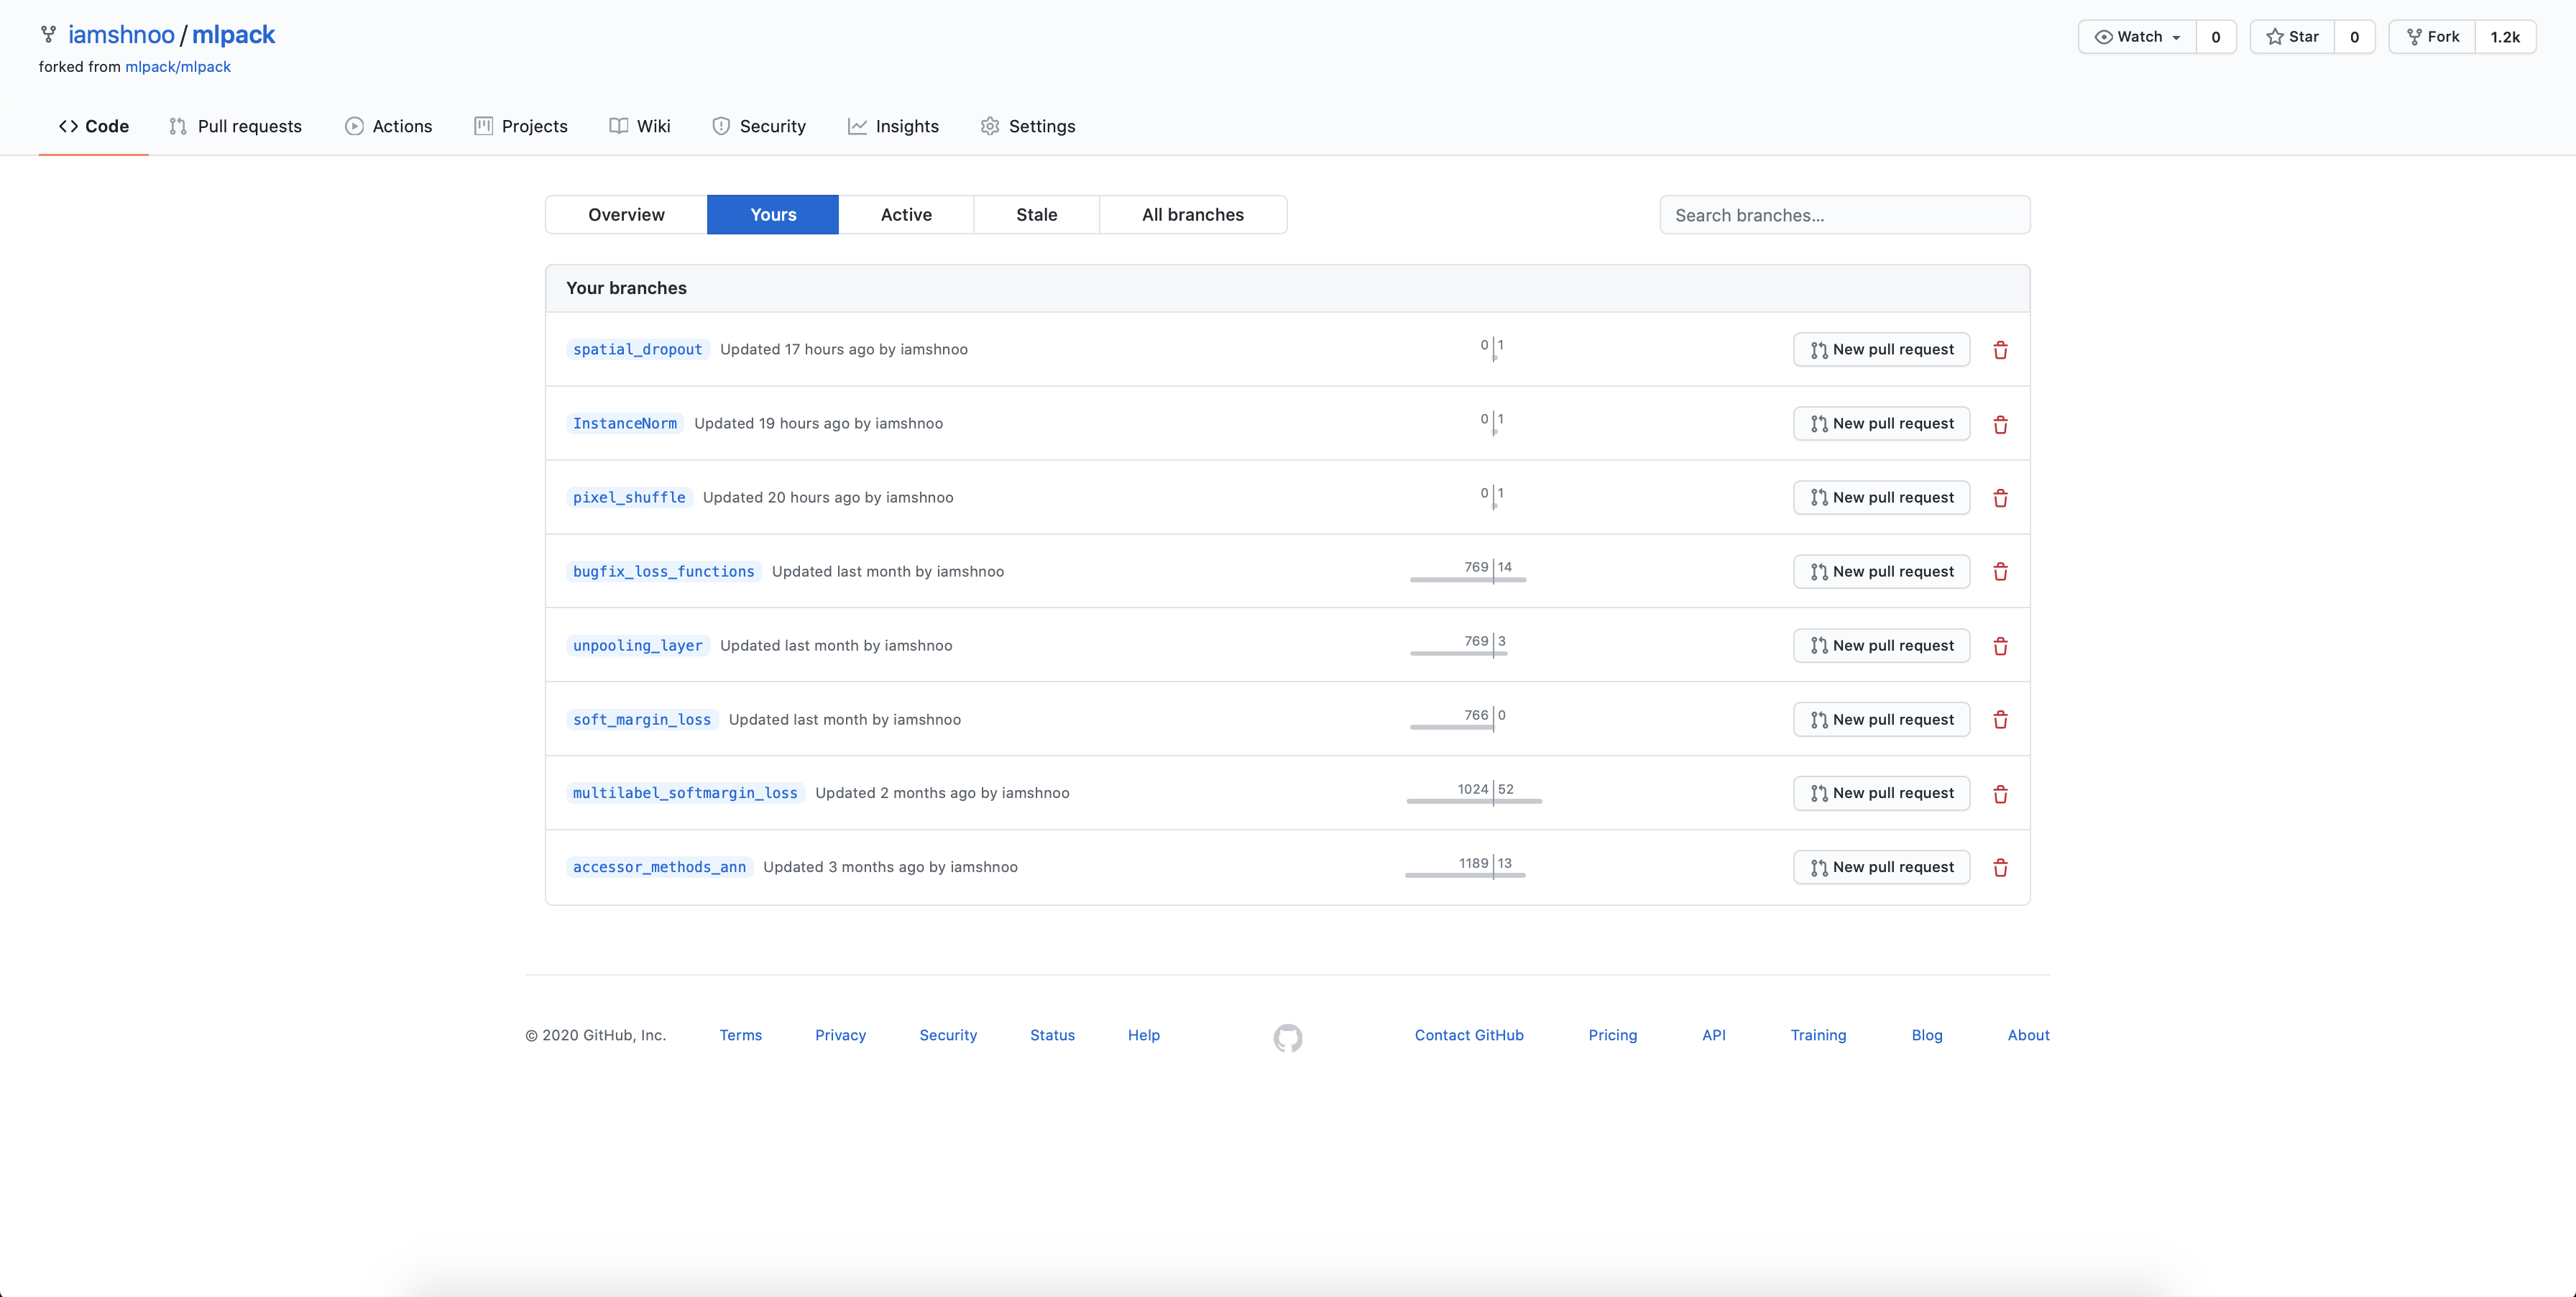 iamshnoo / mlpack
Watch 0 Star 0 Fork 1.2k
forked from mlpack/mlpack
Code Pull requests Actions Projects Wiki Security Insights Settings
Overview Yours Active Stale All branches Search branches...
Your branches
spatial_dropout Updated 17 hours ago by iamshnoo 0 1 New pull request
InstanceNorm Updated 19 hours ago by iamshnoo 0 1 New pull request
pixel_shuffle Updated 20 hours ago by iamshnoo 0 1 New pull request
bugfix_loss_functions Updated last month by iamshnoo 769 14 New pull request
unpooling_layer Updated last month by iamshnoo 769 3 New pull request
soft_margin_loss Updated last month by iamshnoo 766 0 New pull request
multilabel_softmargin_loss Updated 2 months ago by iamshnoo 1024 52 New pull request
accessor_methods_ann Updated 3 months ago by iamshnoo 1189 13 New pull request
© 2020 GitHub, Inc. Terms Privacy Security Status Help Contact GitHub Pricing API Training Blog About